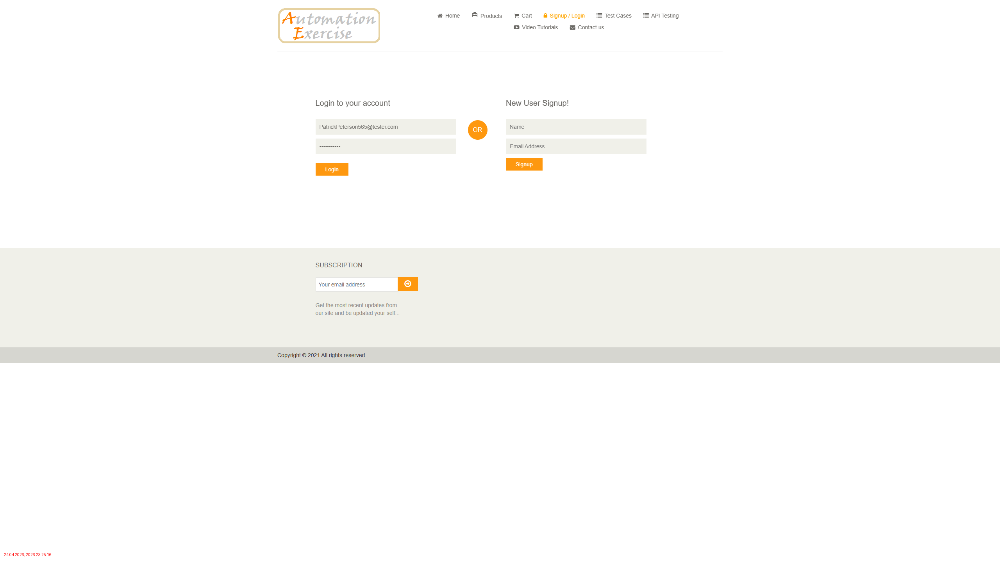 Automation
Exercise
Home
Products
Cart
Signup / Login
Test Cases
API Testing
Video Tutorials
Contact us
Login to your account
PatrickPeterson565@tester.com
•••••••••••
Login
OR
New User Signup!
Name
Email Address
Signup
SUBSCRIPTION
Your email address
Get the most recent updates from
our site and be updated your self...
Copyright © 2021 All rights reserved
24 04 2026, 2026 23:25:16